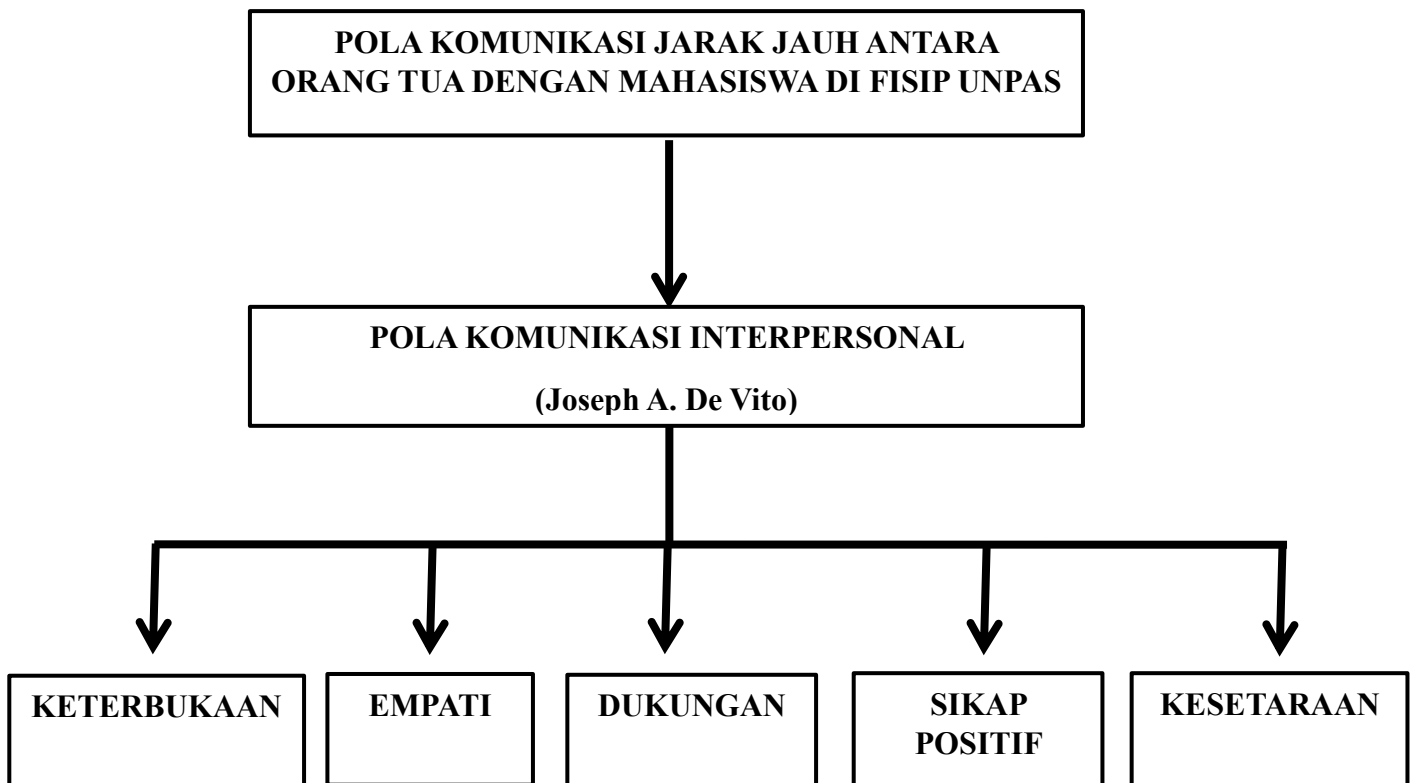 POLA KOMUNIKASI JARAK JAUH ANTARA
ORANG TUA DENGAN MAHASISWA DI FISIP UNPAS
POLA KOMUNIKASI INTERPERSONAL
(Joseph A. De Vito)
KETERBUKAAN
EMPATI
DUKUNGAN
SIKAP
POSITIF
KESETARAAN